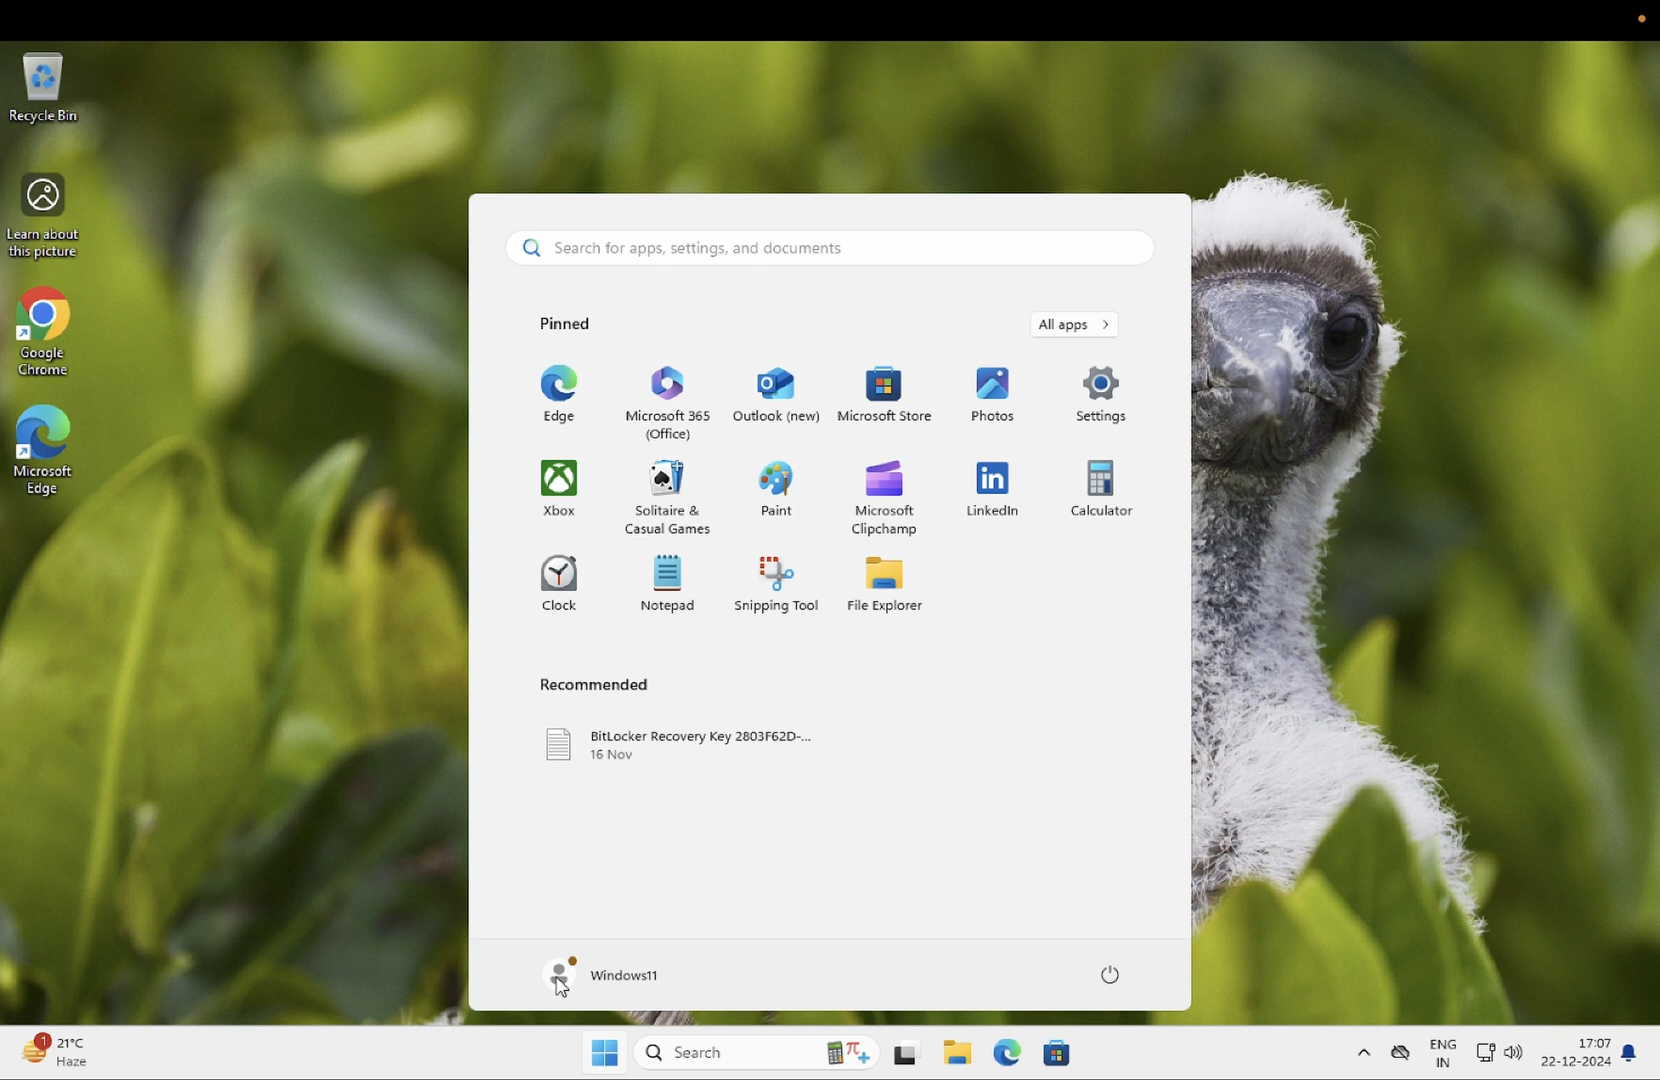 Recycle Bin
Learn about
this picture
Google
Chrome
Microsoft
Edge
Search for apps, settings, and documents
Pinned
All apps
Edge
Microsoft 365
(Office)
Outlook (new)
Microsoft Store
Photos
Settings
Xbox
Solitaire &
Casual Games
Paint
Microsoft
Clipchamp
LinkedIn
Calculator
Clock
Notepad
Snipping Tool
File Explorer
Recommended
BitLocker Recovery Key 2803F62D-...
16 Nov
Windows11
1
21°C
Haze
Search
ENG
IN
17:07
22-12-2024